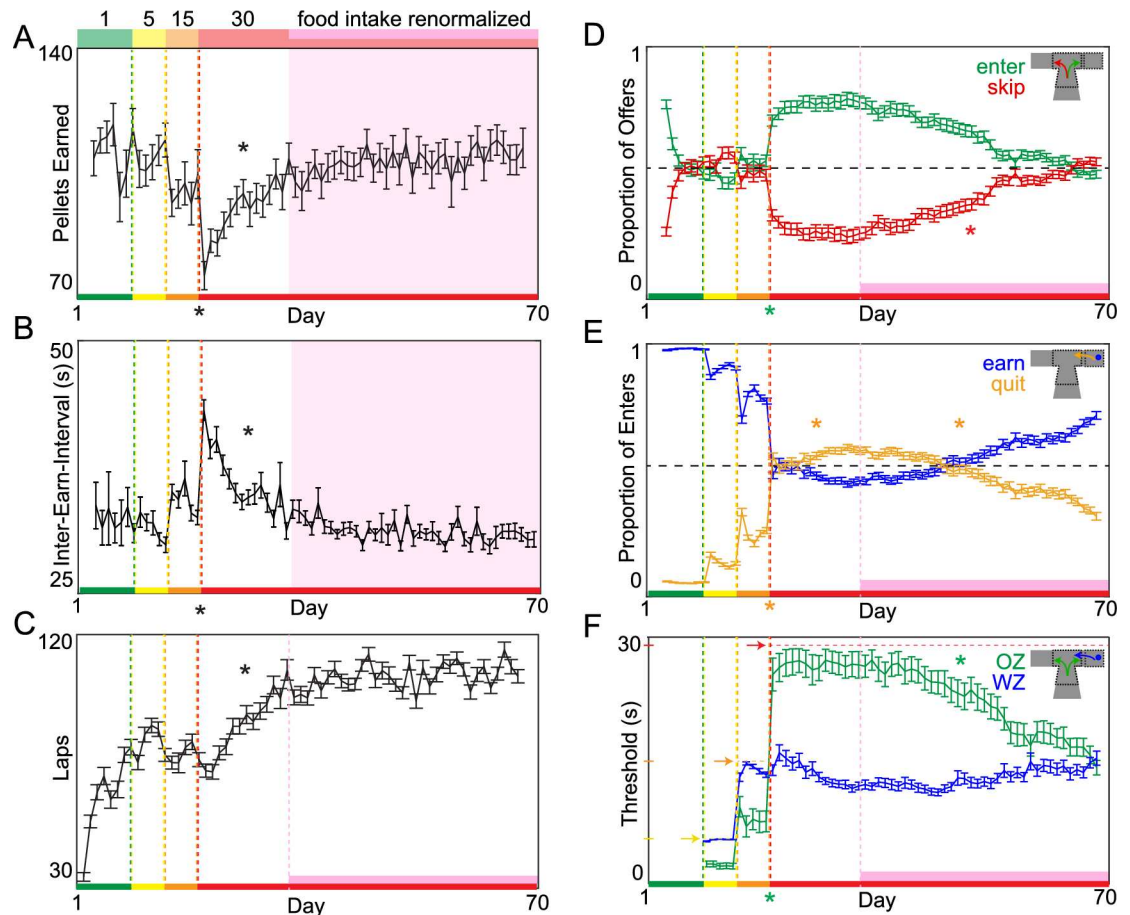 1 5 15 30 food intake renormalized
A
140
Pellets Earned
*
70
1 * Day 70
B
50
Inter-Earn-Interval (s)
*
25
1 * Day 70
C
120
Laps
*
30
1 Day 70
D
1
enter
skip
Proportion of Offers
*
0
1 * Day 70
E
1
earn
quit
* *
Proportion of Enters
0
1 * Day 70
F
30
OZ
WZ
*
Threshold (s)
0
1 * Day 70